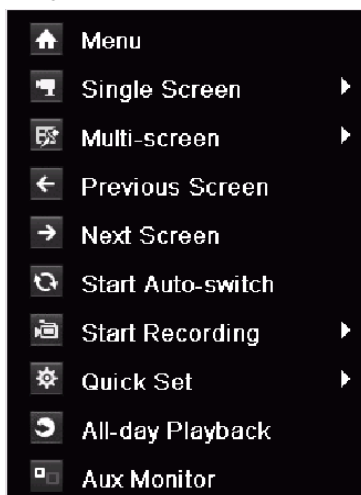 Menu
Single Screen
Multi-screen
Previous Screen
Next Screen
Start Auto-switch
Start Recording
Quick Set
All-day Playback
Aux Monitor